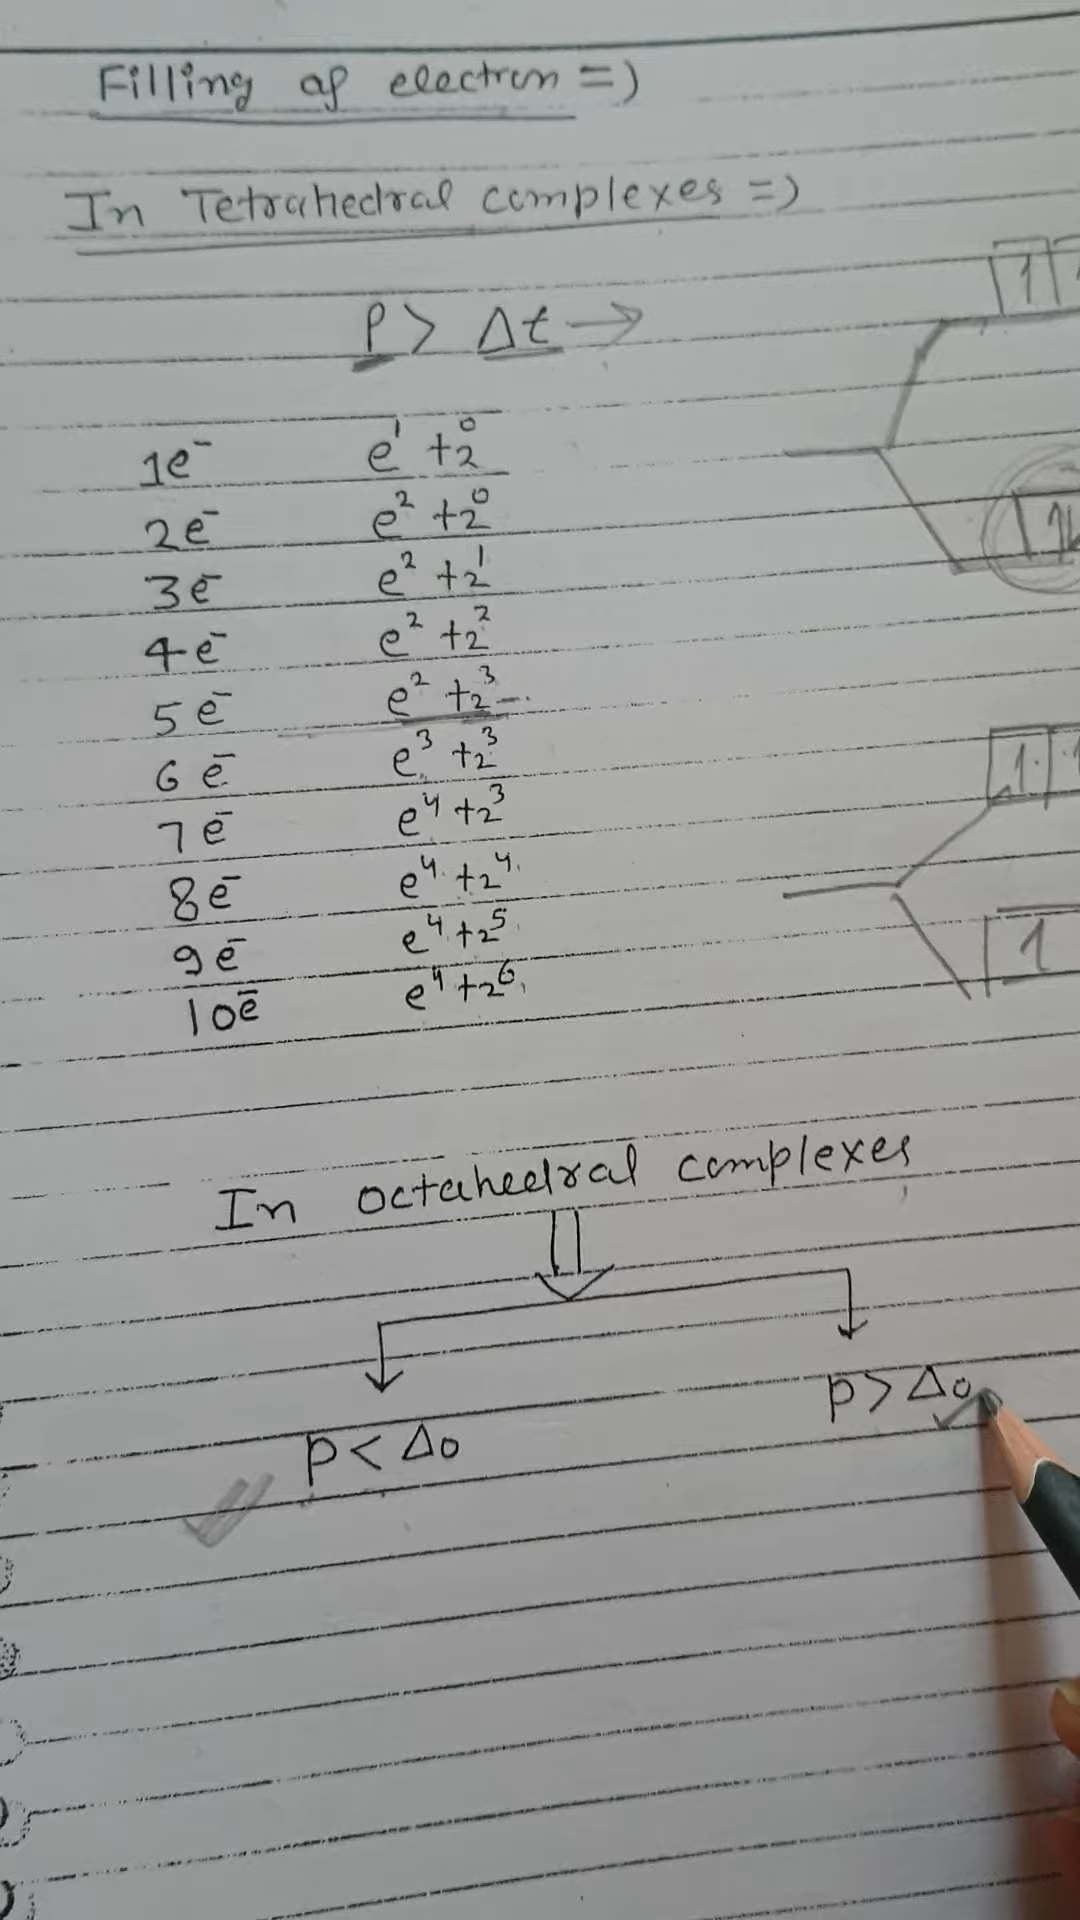 Filling of electron =)
In Tetrahedral complexes =)
P > Δt →
1e⁻ e¹ t₂⁰
2e⁻ e² t₂⁰
3e⁻ e² t₂¹
4e⁻ e² t₂²
5e⁻ e² t₂³
6e⁻ e³ t₂³
7e⁻ e⁴ t₂³
8e⁻ e⁴ t₂⁴
9e⁻ e⁴ t₂⁵
10e⁻ e⁴ t₂⁶
In octahedral complexes
P < Δo P > Δo